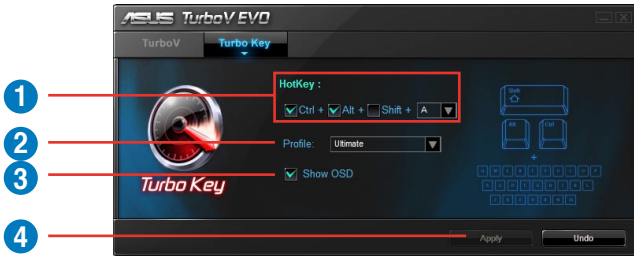 ASUS TurboV EVO
TurboV
Turbo Key
1
HotKey :
Ctrl + Alt + Shift + A
2
Profile: Ultimate
3
Show OSD
Turbo Key
4
Apply
Undo
Shift
Alt
Ctrl
+